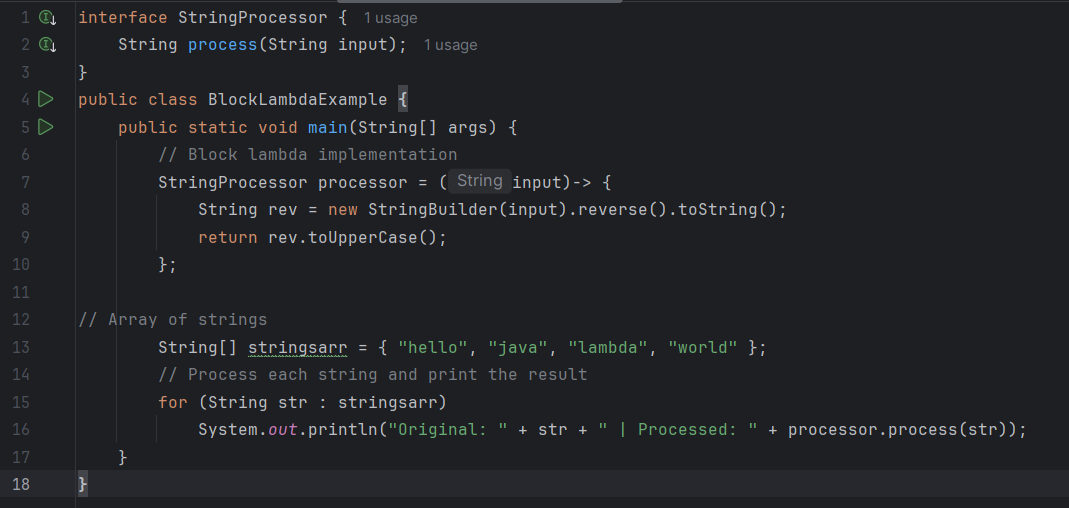 1 interface StringProcessor { 1 usage
2     String process(String input); 1 usage
3 }
4 public class BlockLambdaExample {
5     public static void main(String[] args) {
6         // Block lambda implementation
7         StringProcessor processor = ( String input)-> {
8             String rev = new StringBuilder(input).reverse().toString();
9             return rev.toUpperCase();
10         };
11
12 // Array of strings
13         String[] stringsarr = { "hello", "java", "lambda", "world" };
14         // Process each string and print the result
15         for (String str : stringsarr)
16             System.out.println("Original: " + str + " | Processed: " + processor.process(str));
17     }
18 }